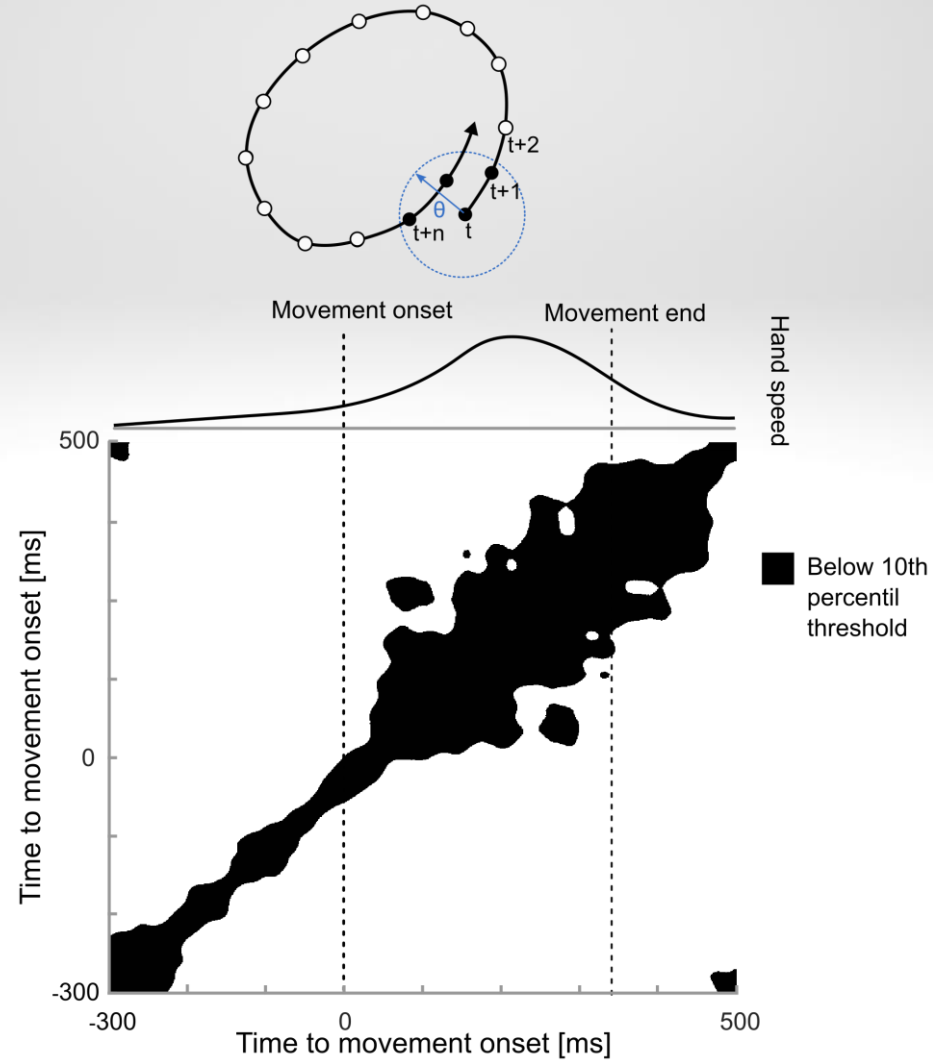 t+2
t+1
θ
t
t+n
Movement onset
Movement end
Hand speed
500
Time to movement onset [ms]
Below 10th
percentil
threshold
0
-300
-300
0
500
Time to movement onset [ms]